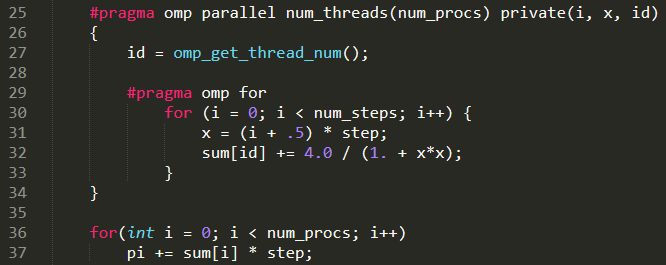 25 #pragma omp parallel num_threads(num_procs) private(i, x, id)
26 {
27 id = omp_get_thread_num();
28
29 #pragma omp for
30 for (i = 0; i < num_steps; i++) {
31 x = (i + .5) * step;
32 sum[id] += 4.0 / (1. + x*x);
33 }
34 }
35
36 for(int i = 0; i < num_procs; i++)
37 pi += sum[i] * step;